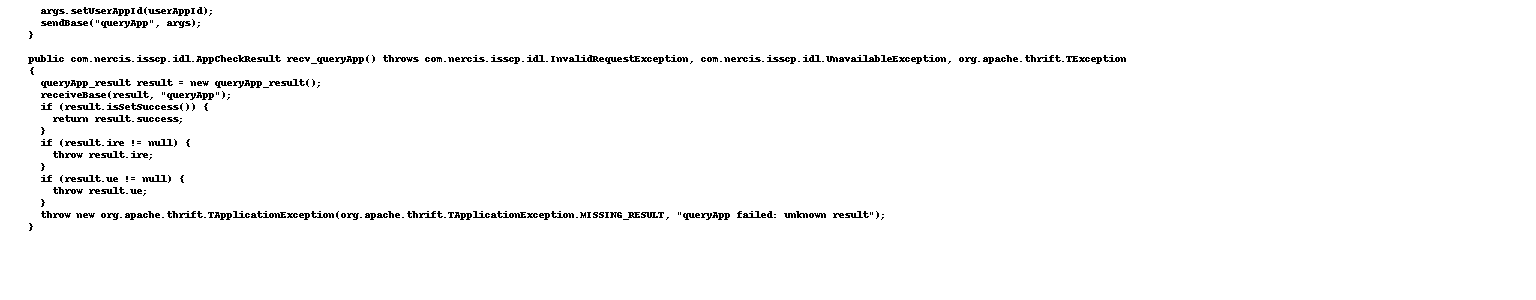 args.setUserAppId(userAppId);
sendBase("queryApp", args);
}
public com.nercis.isscp.idl.AppCheckResult recv_queryApp() throws com.nercis.isscp.idl.InvalidRequestException, com.nercis.isscp.idl.UnavailableException, org.apache.thrift.TException
{
queryApp_result result = new queryApp_result();
receiveBase(result, "queryApp");
if (result.isSetSuccess()) {
return result.success;
}
if (result.ire != null) {
throw result.ire;
}
if (result.ue != null) {
throw result.ue;
}
throw new org.apache.thrift.TApplicationException(org.apache.thrift.TApplicationException.MISSING_RESULT, "queryApp failed: unknown result");
}